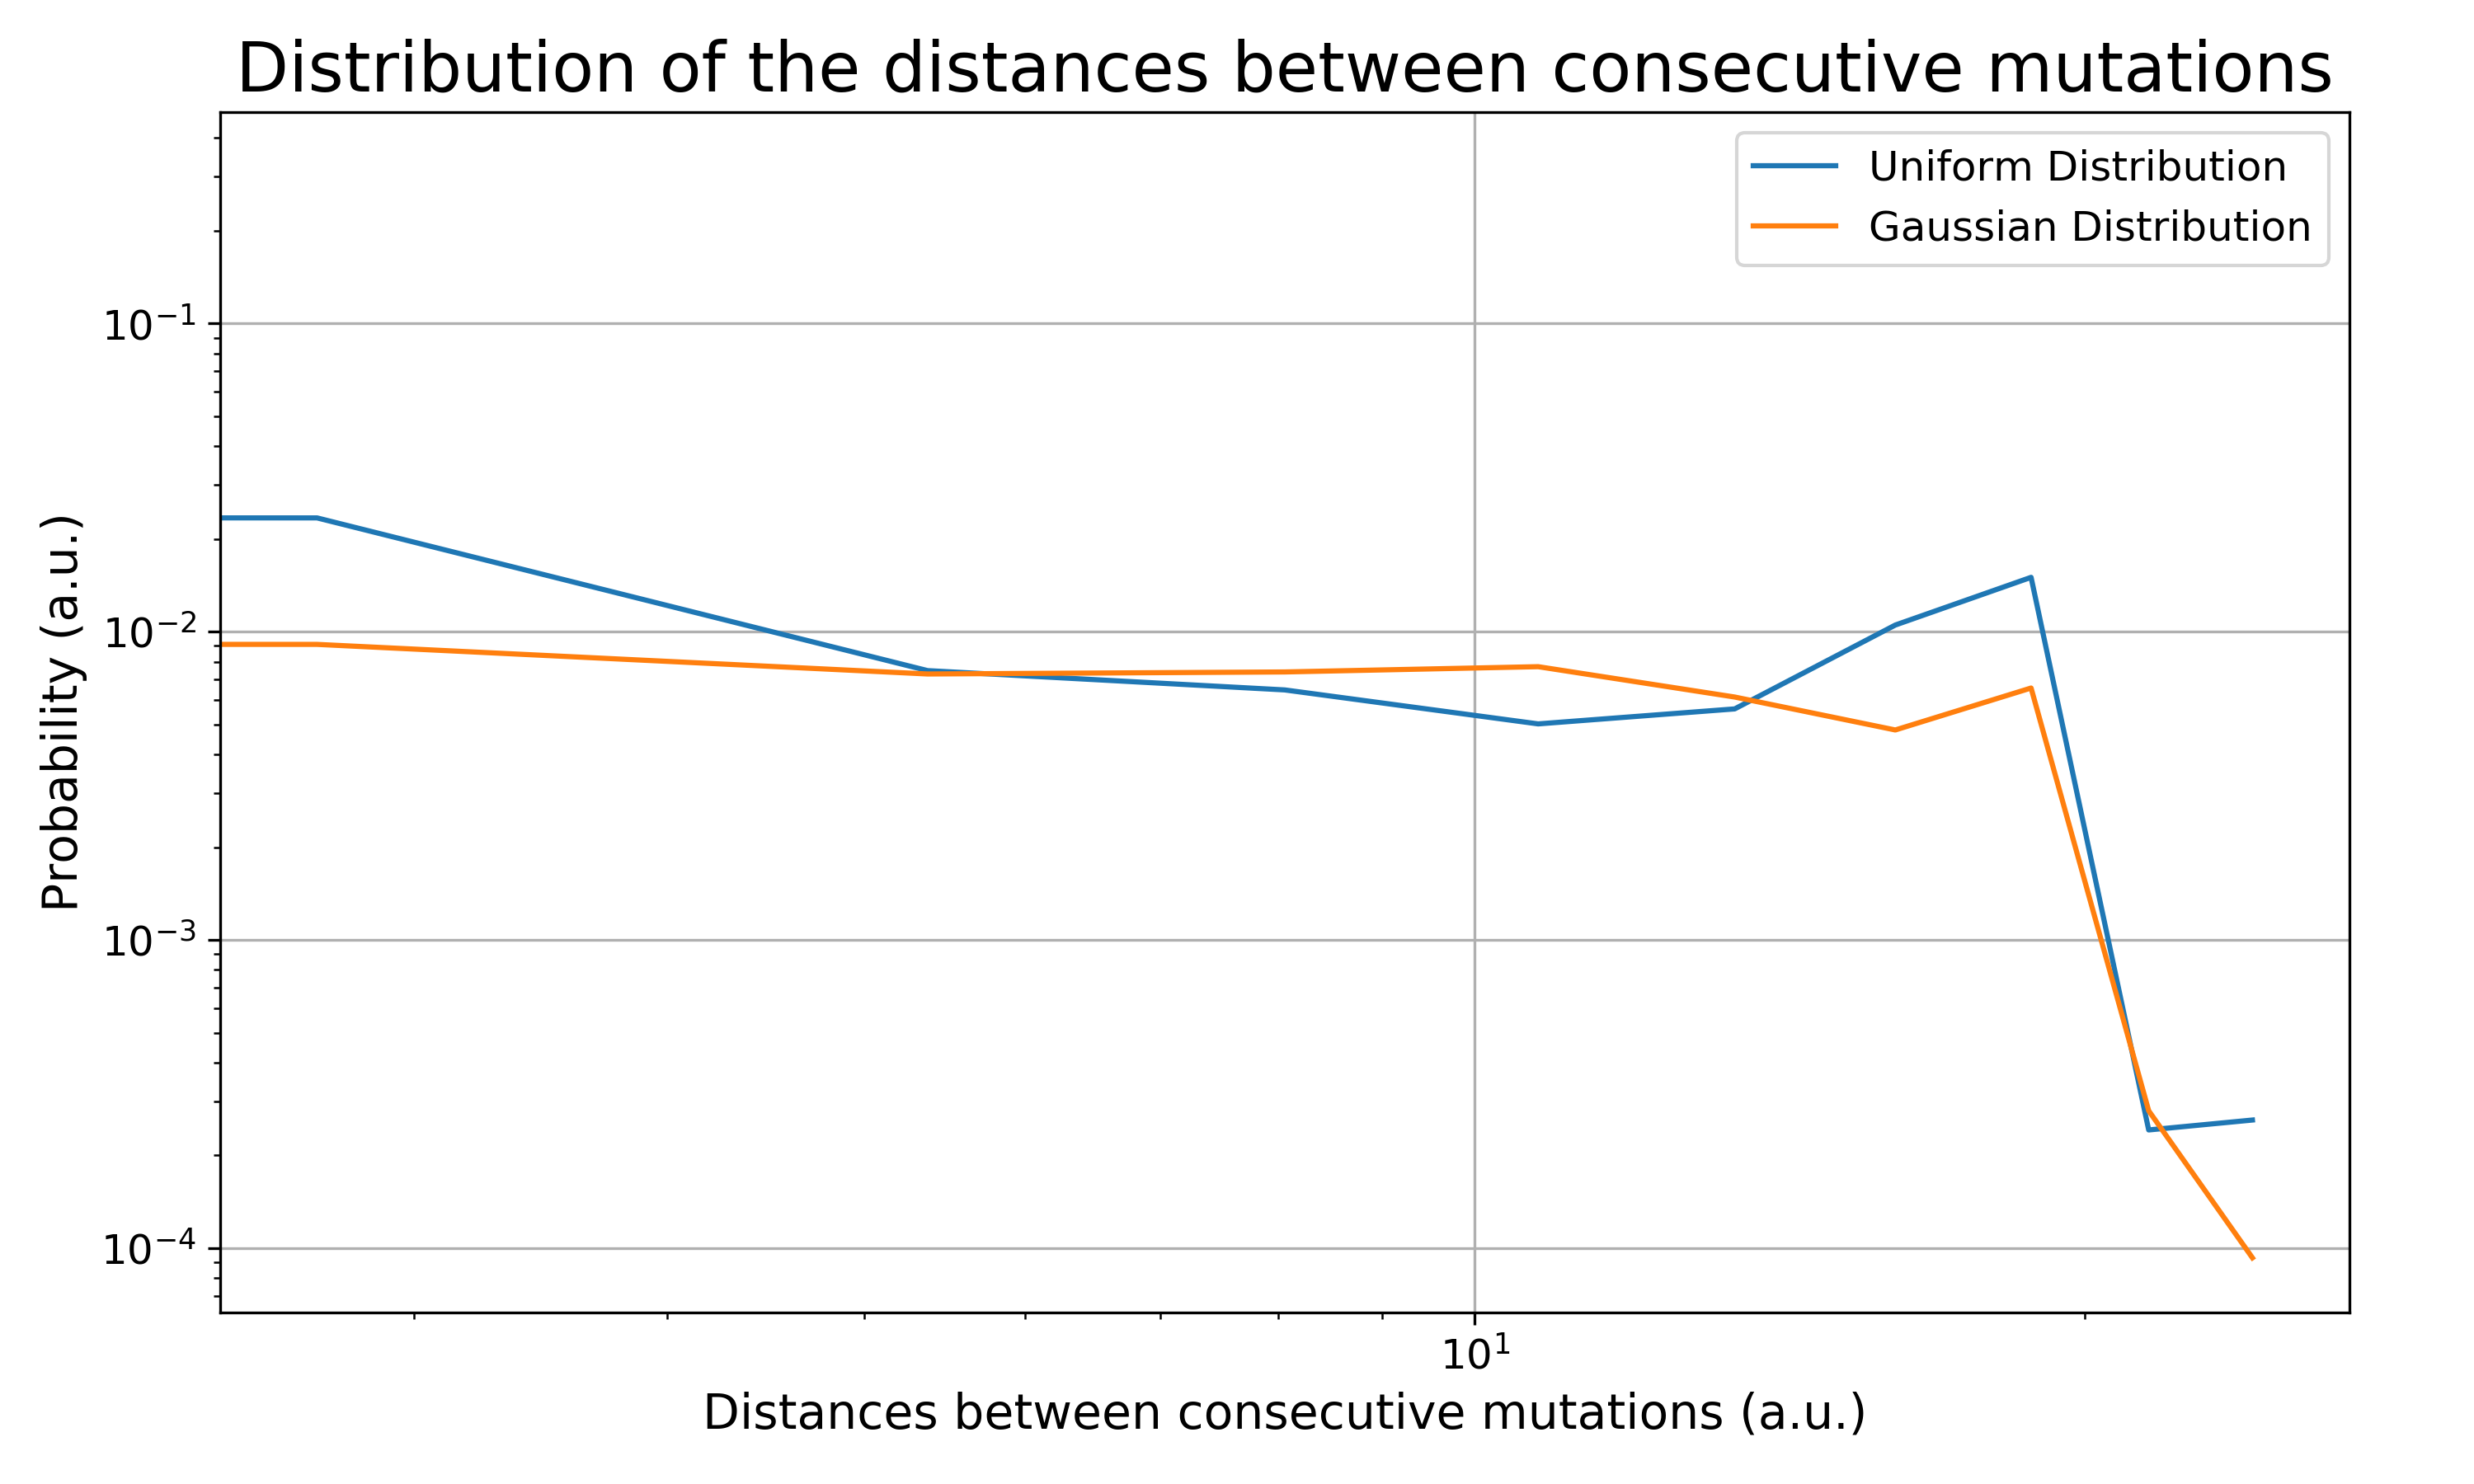 Distribution of the distances between consecutive mutations
Uniform Distribution
Gaussian Distribution
10⁻¹
10⁻²
10⁻³
10⁻⁴
Probability (a.u.)
10¹
Distances between consecutive mutations (a.u.)